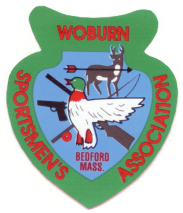 WOBURN
SPORTSMEN'S
ASSOCIATION
BEDFORD
MASS.